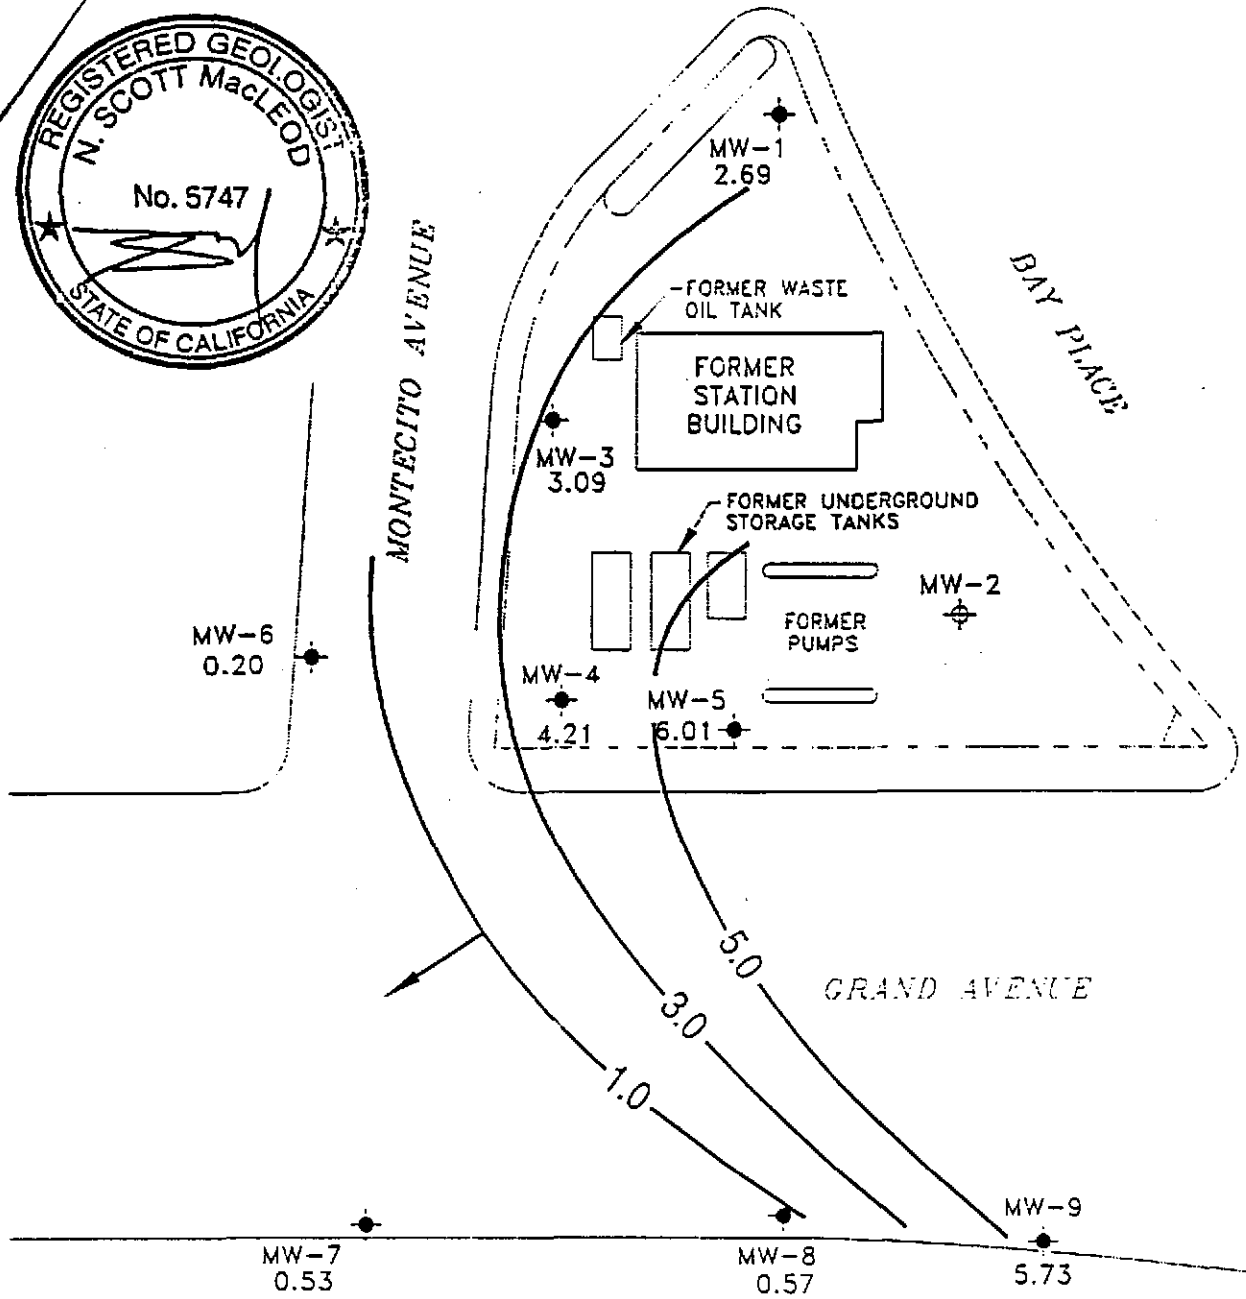 REGISTERED GEOLOGIST
N. SCOTT MacLEOD
No. 5747
STATE OF CALIFORNIA
MONTECITO AVENUE
BAY PLACE
MW-1
2.69
FORMER WASTE
OIL TANK
FORMER
STATION
BUILDING
MW-3
3.09
FORMER UNDERGROUND
STORAGE TANKS
MW-2
FORMER
PUMPS
MW-6
0.20
MW-4
4.21
MW-5
6.01
5.0
3.0
1.0
GRAND AVENUE
MW-7
0.53
MW-8
0.57
MW-9
5.73